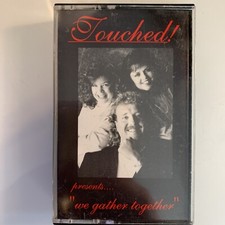 Touched!
presents...
"we gather together"